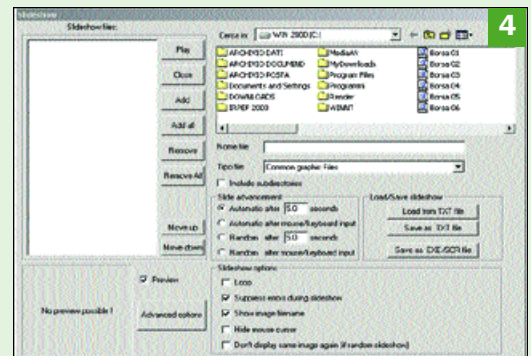 Slideshow
4
Slideshow files:
Play
Close
Add
Add all
Remove
Remove All
Move up
Move down
Cerca in:
WIN 2000 (C:)
ARCHIVIO DATI
ARCHIVIO DOCUMENTI
ARCHIVIO POSTA
Documents and Settings
DOWNLOADS
IRPEF 2000
MediaAV
MyDownloads
Program Files
Programmi
Render
WINNT
Borsa 01
Borsa 02
Borsa 03
Borsa 04
Borsa 05
Borsa 06
Nome file
Tipo file
Common graphic Files
Include subdirectories
Slide advancement
Automatic after 5.0 seconds
Automatic after mouse/keyboard input
Random after 5.0 seconds
Random after mouse/keyboard input
Load/Save slideshow
Load from TXT file
Save as TXT file
Save as EXE/SCR file
No preview possible !
Preview
Advanced options
Slideshow options
Loop
Suppress errors during slideshow
Show image filename
Hide mouse cursor
Don't display same image again (if random slideshow)